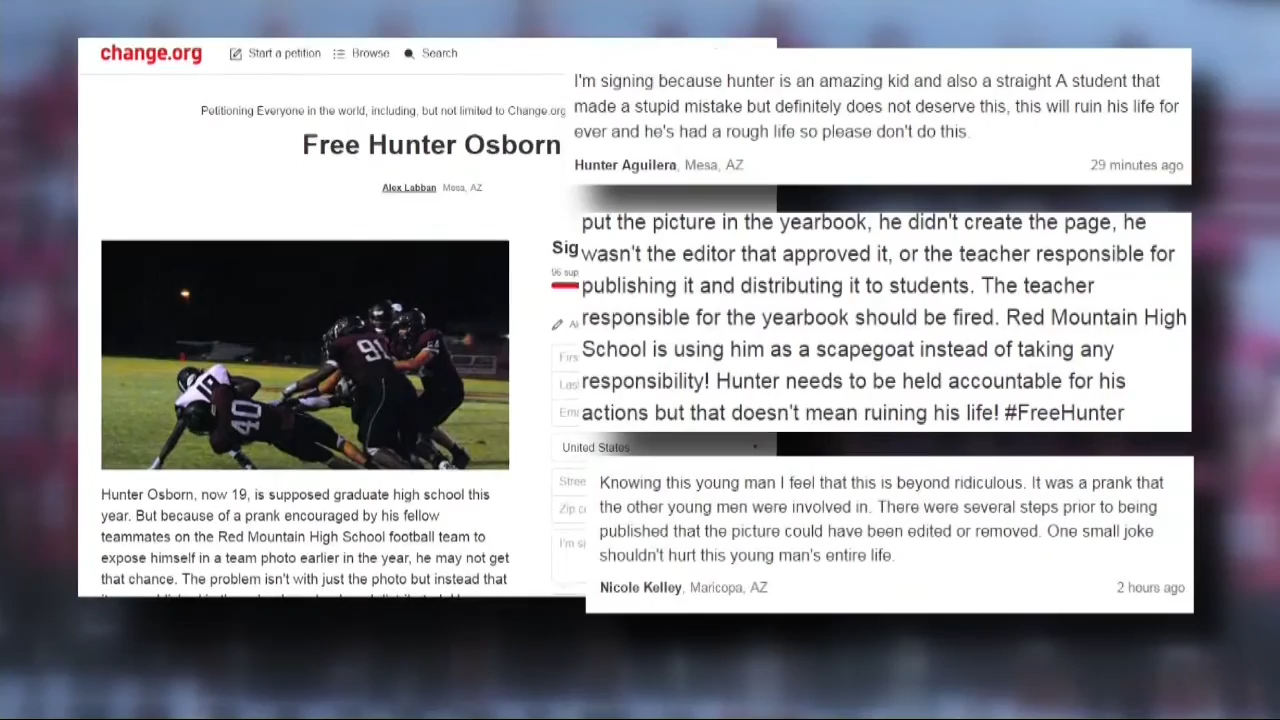 change.org
Start a petition
Browse
Search
Petitioning Everyone in the world, including, but not limited to Change.org
Free Hunter Osborn
Alex Labban Mesa, AZ
91
18
40
Hunter Osborn, now 19, is supposed graduate high school this
year. But because of a prank encouraged by his fellow
teammates on the Red Mountain High School football team to
expose himself in a team photo earlier in the year, he may not get
that chance. The problem isn't with just the photo but instead that
Sig
96 sup
Firs
Las
Ema
United States
Stree
Zip c
I'm si
I'm signing because hunter is an amazing kid and also a straight A student that
made a stupid mistake but definitely does not deserve this, this will ruin his life for
ever and he's had a rough life so please don't do this.
Hunter Aguilera, Mesa, AZ
29 minutes ago
put the picture in the yearbook, he didn't create the page, he
wasn't the editor that approved it, or the teacher responsible for
publishing it and distributing it to students. The teacher
responsible for the yearbook should be fired. Red Mountain High
School is using him as a scapegoat instead of taking any
responsibility! Hunter needs to be held accountable for his
actions but that doesn't mean ruining his life! #FreeHunter
Knowing this young man I feel that this is beyond ridiculous. It was a prank that
the other young men were involved in. There were several steps prior to being
published that the picture could have been edited or removed. One small joke
shouldn't hurt this young man's entire life.
Nicole Kelley, Maricopa, AZ
2 hours ago